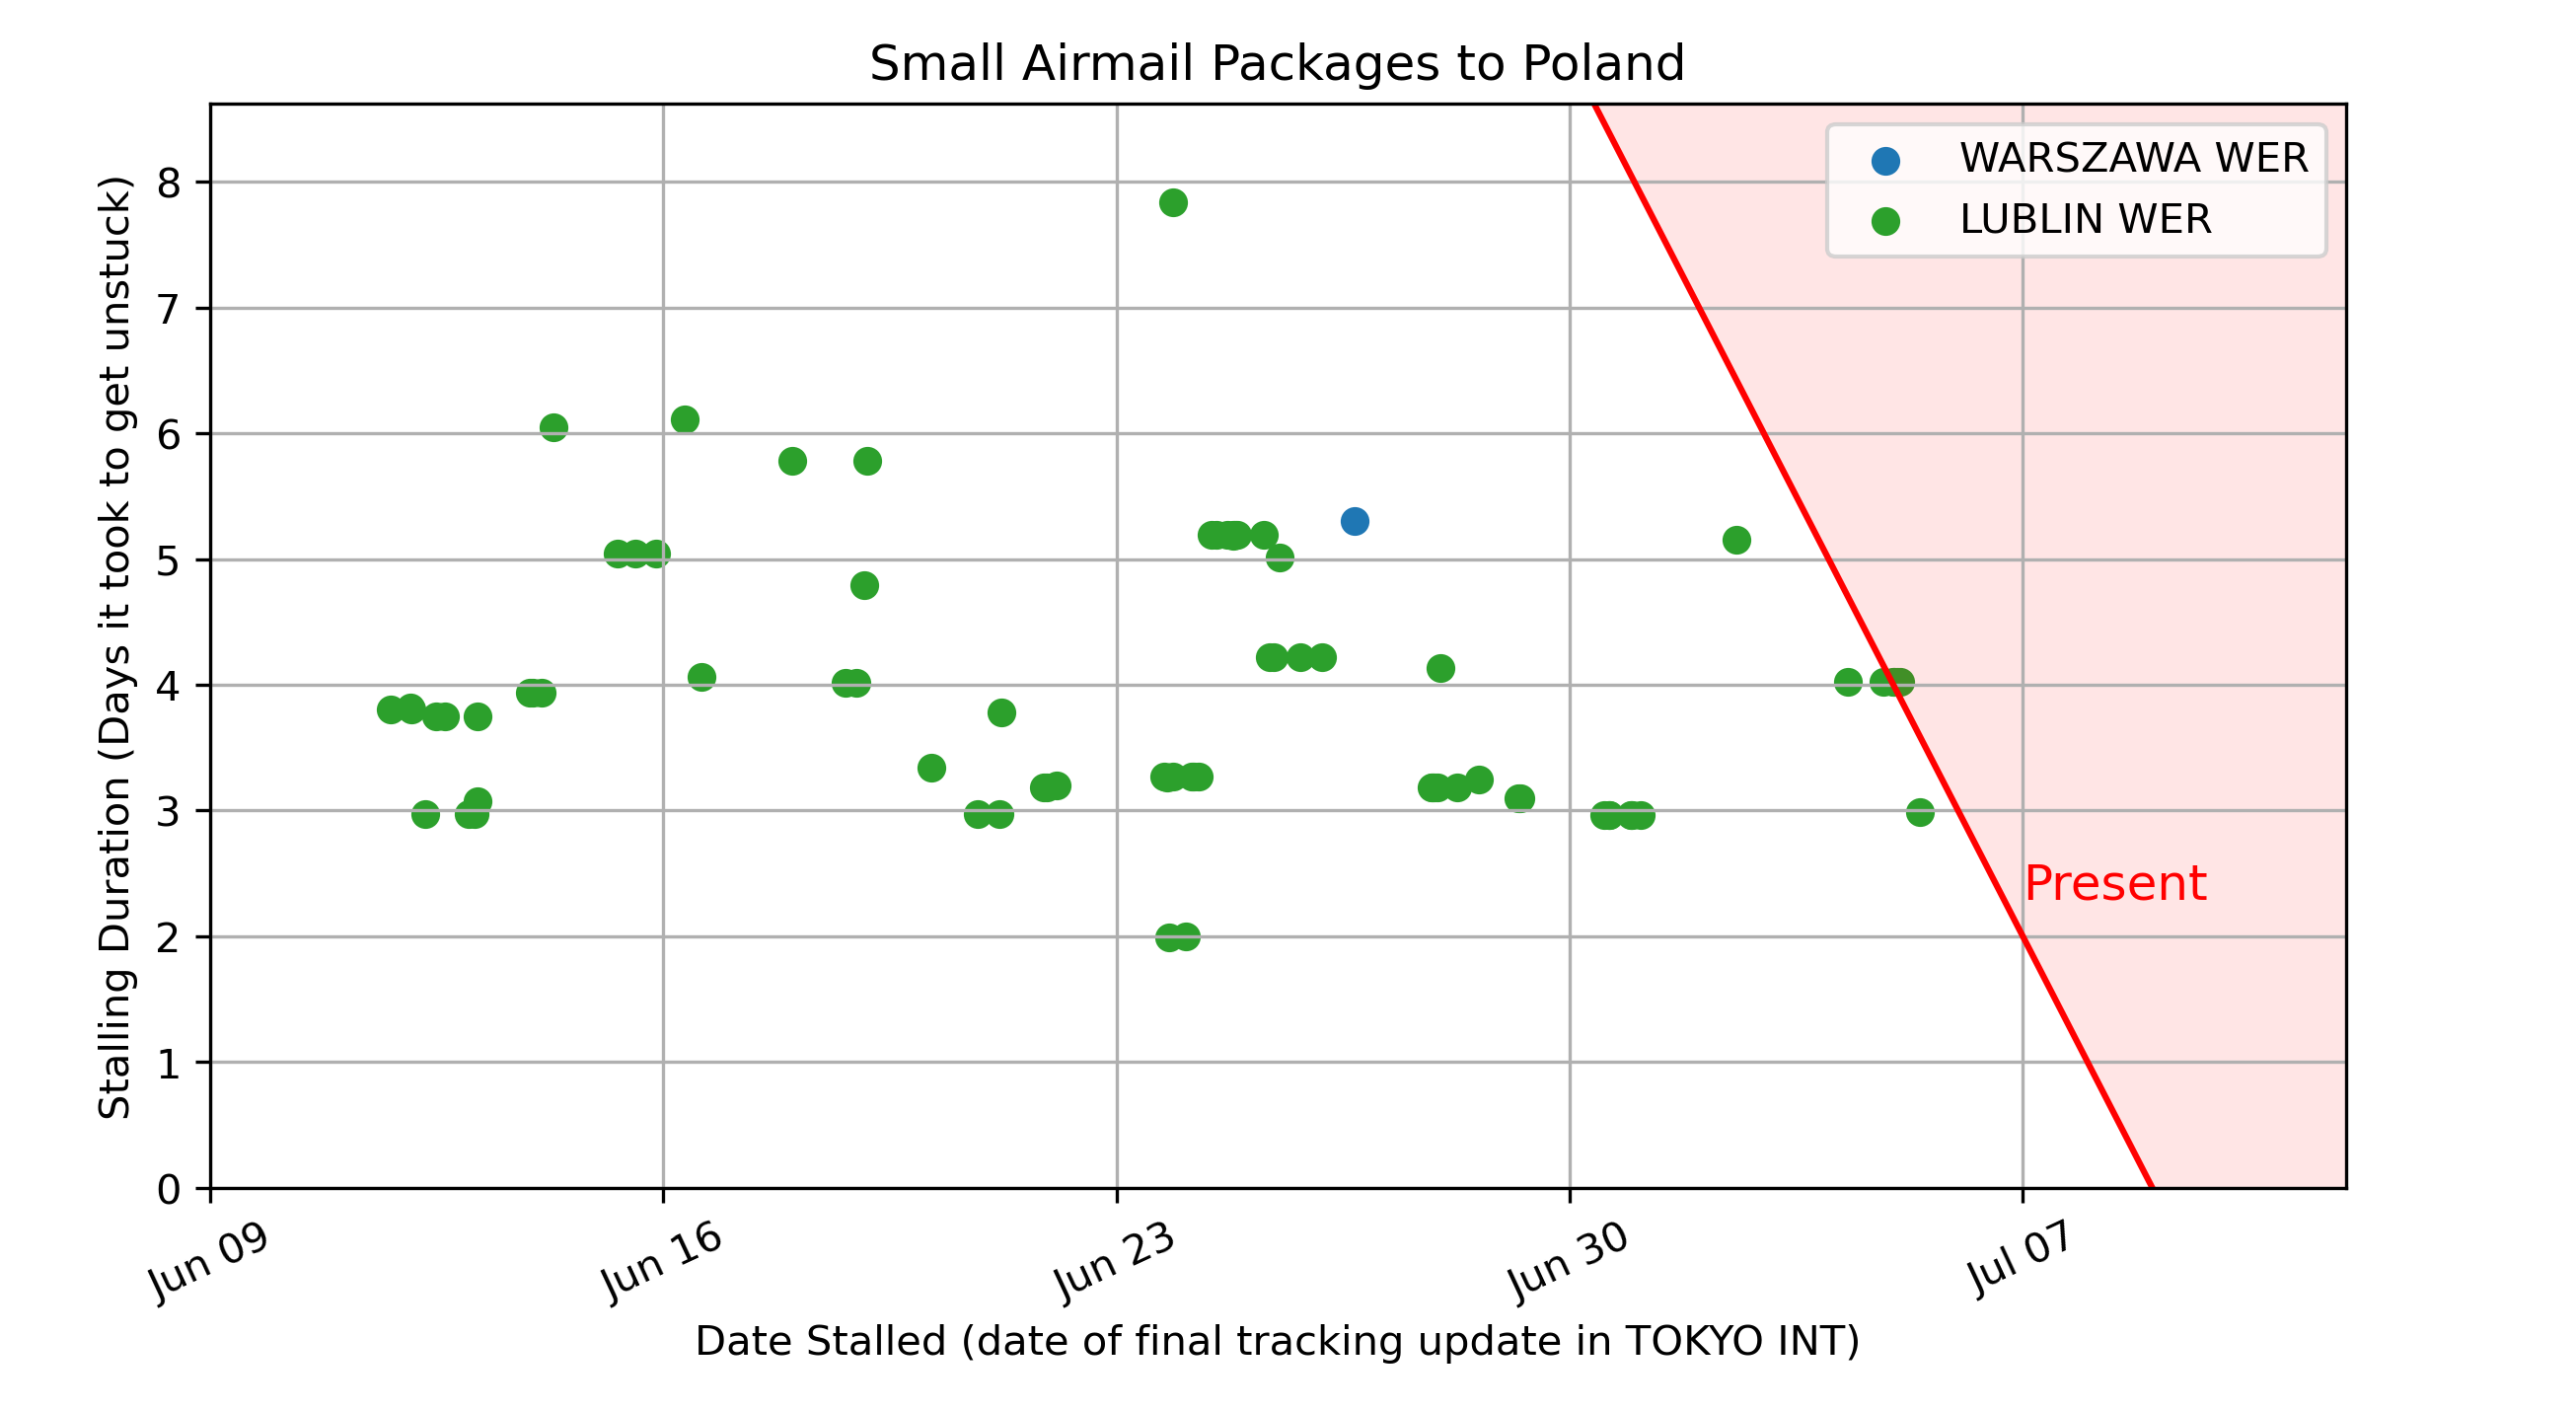 Small Airmail Packages to Poland
WARSZAWA WER
LUBLIN WER
Present
Stalling Duration (Days it took to get unstuck)
8
7
6
5
4
3
2
1
0
Jun 09
Jun 16
Jun 23
Jun 30
Jul 07
Date Stalled (date of final tracking update in TOKYO INT)